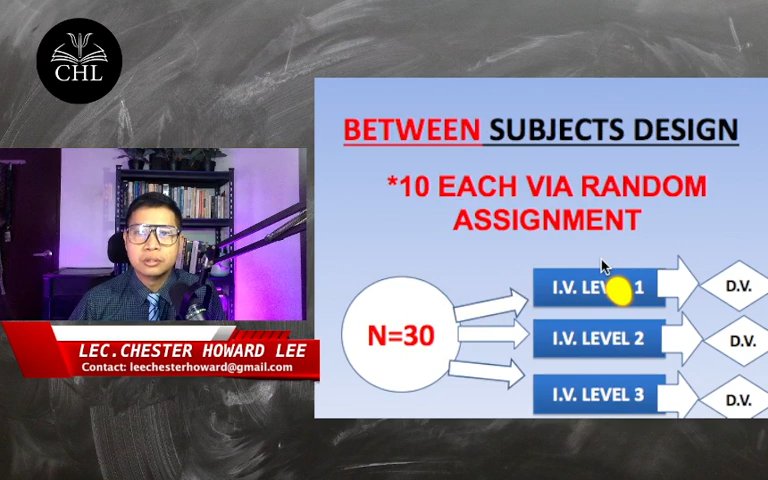 CHL
BETWEEN SUBJECTS DESIGN
*10 EACH VIA RANDOM
ASSIGNMENT
N=30
I.V. LEVEL 1
D.V.
I.V. LEVEL 2
D.V.
I.V. LEVEL 3
D.V.
LEC.CHESTER HOWARD LEE
Contact: leechesterhoward@gmail.com